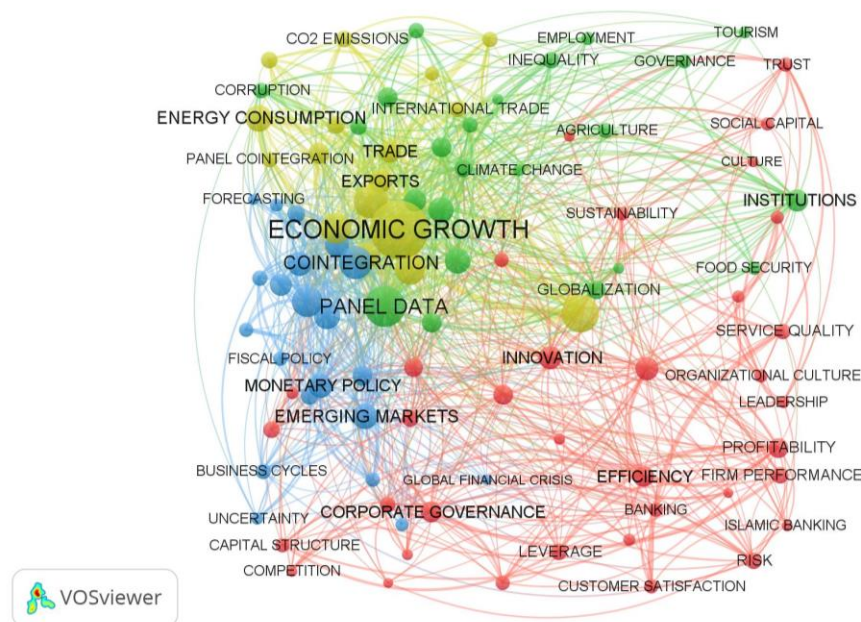 TOURISM
CO2 EMISSIONS
EMPLOYMENT
INEQUALITY
GOVERNANCE
TRUST
CORRUPTION
INTERNATIONAL TRADE
ENERGY CONSUMPTION
SOCIAL CAPITAL
AGRICULTURE
TRADE
PANEL COINTEGRATION
CLIMATE CHANGE
CULTURE
EXPORTS
FORECASTING
INSTITUTIONS
SUSTAINABILITY
ECONOMIC GROWTH
COINTEGRATION
FOOD SECURITY
GLOBALIZATION
PANEL DATA
SERVICE QUALITY
FISCAL POLICY
INNOVATION
ORGANIZATIONAL CULTURE
MONETARY POLICY
LEADERSHIP
EMERGING MARKETS
PROFITABILITY
BUSINESS CYCLES
GLOBAL FINANCIAL CRISIS
EFFICIENCY
FIRM PERFORMANCE
UNCERTAINTY
CORPORATE GOVERNANCE
BANKING
ISLAMIC BANKING
CAPITAL STRUCTURE
LEVERAGE
RISK
COMPETITION
CUSTOMER SATISFACTION
VOSviewer